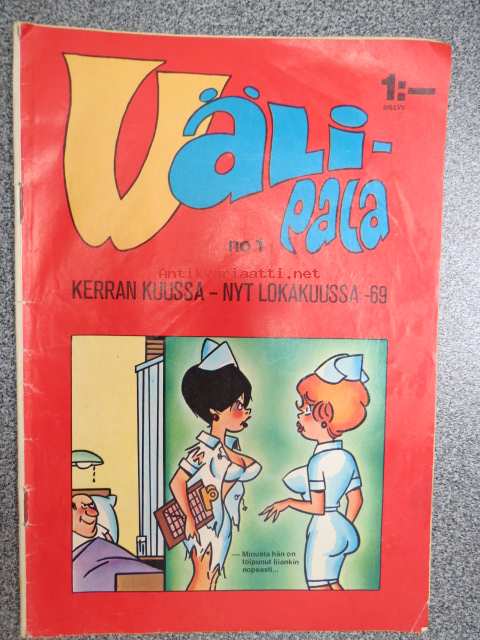 Väli-
pala
1:—
no 1
Antikvariaatti.net
KERRAN KUUSSA – NYT LOKAKUUSSA -69
— Minusta hän on
toipunut liiankin
nopeasti...